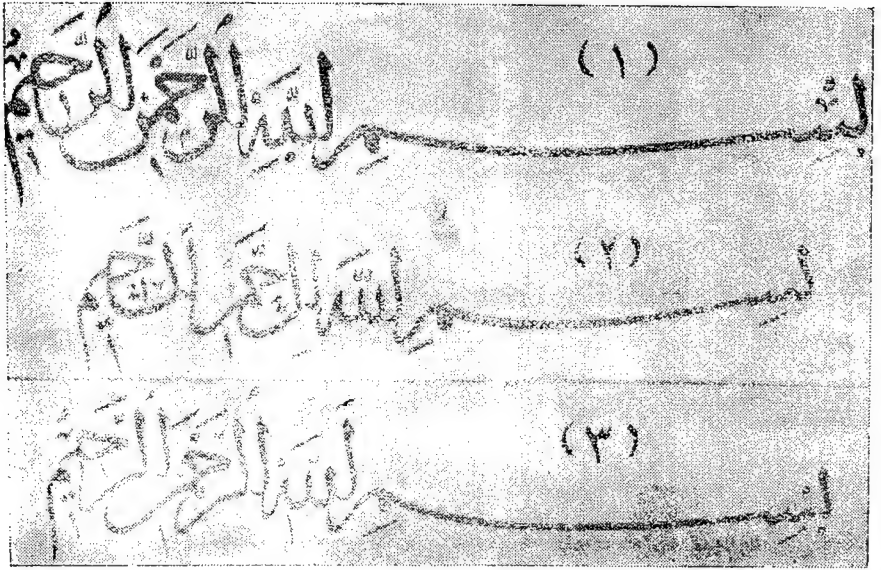 (١)
بسم الله الرحمن الرحيم
(٢)
بسم الله الرحمن الرحيم
(٣)
بسم الله الرحمن الرحيم